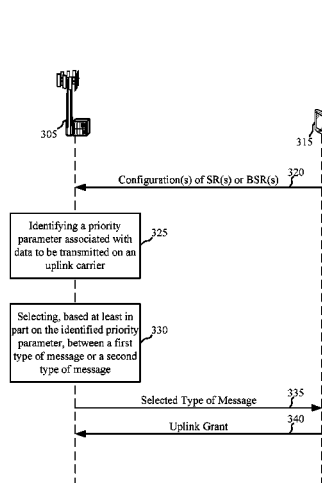 305
315
320
Configuration(s) of SR(s) or BSR(s)
Identifying a priority
parameter associated with
data to be transmitted on an
uplink carrier
325
Selecting, based at least in
part on the identified priority
parameter, between a first
type of message or a second
type of message
330
335
Selected Type of Message
340
Uplink Grant